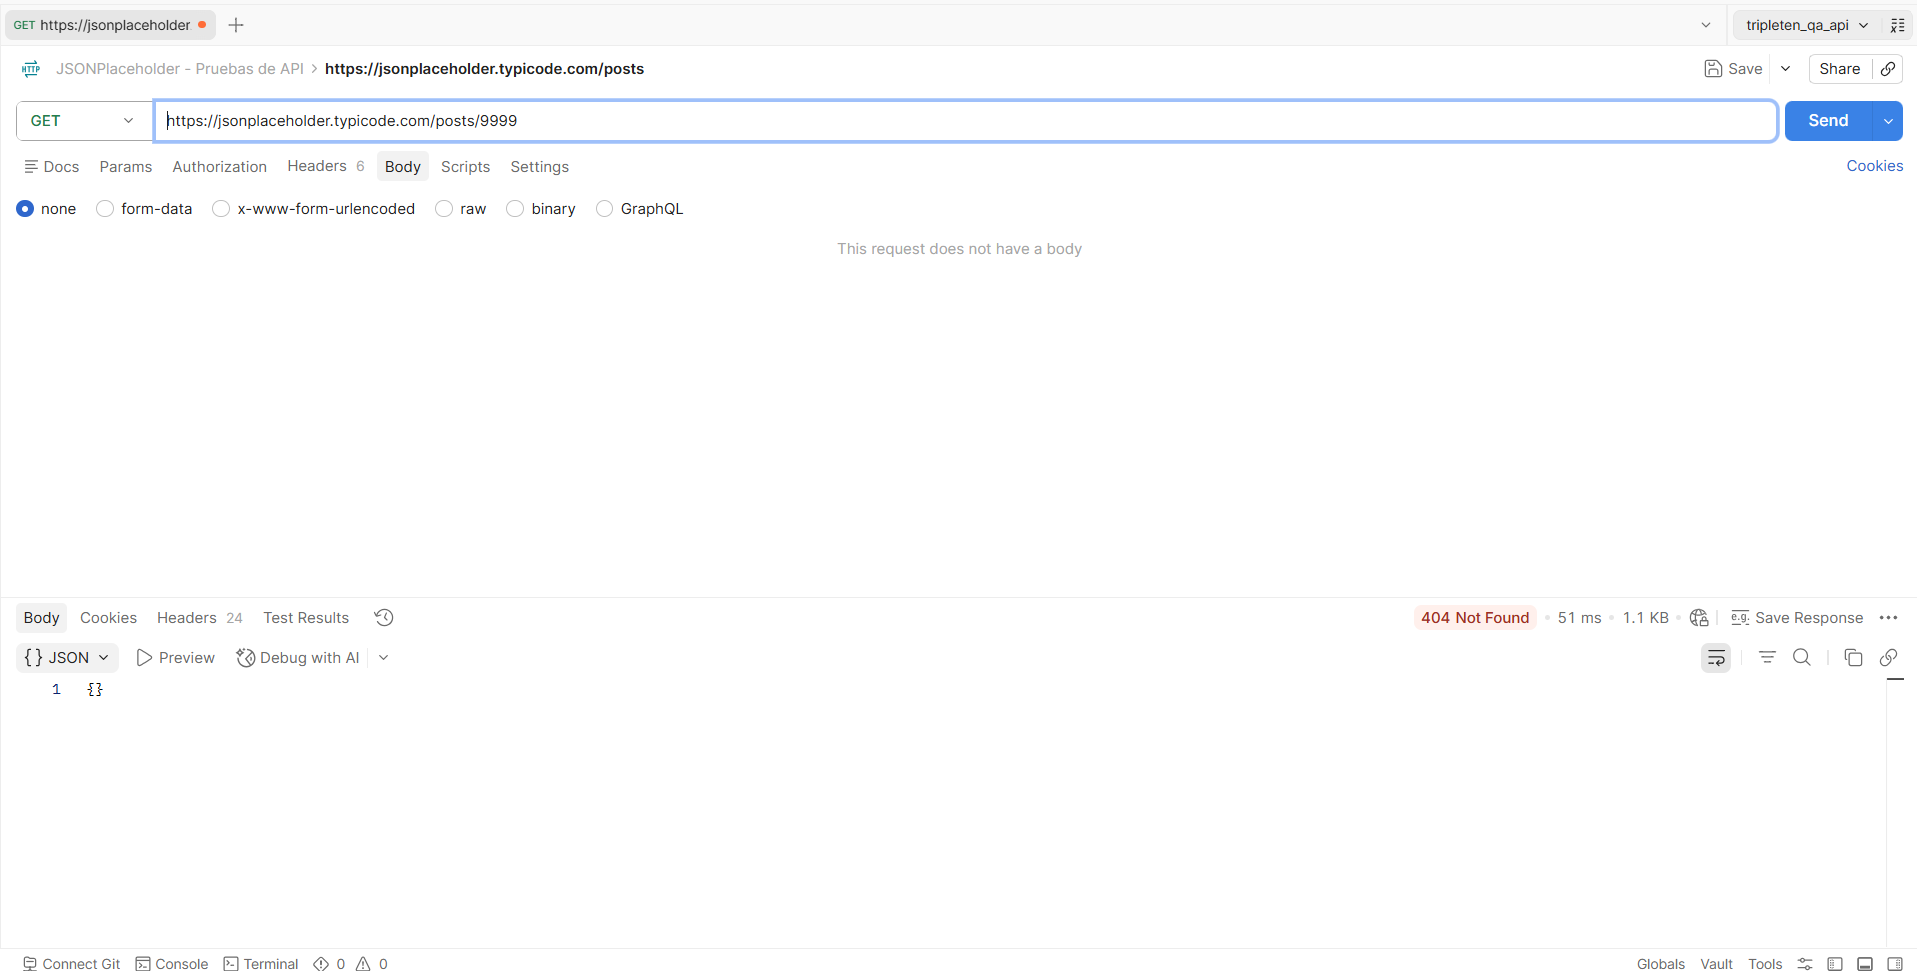 GET https://jsonplaceholder
tripleten_qa_api
HTTP JSONPlaceholder - Pruebas de API > https://jsonplaceholder.typicode.com/posts
Save
Share
GET
https://jsonplaceholder.typicode.com/posts/9999
Send
Docs Params Authorization Headers 6 Body Scripts Settings
Cookies
none form-data x-www-form-urlencoded raw binary GraphQL
This request does not have a body
Body Cookies Headers 24 Test Results
404 Not Found • 51 ms • 1.1 KB • e.g. Save Response
{} JSON Preview Debug with AI
1 {}
Connect Git Console Terminal 0 0
Globals Vault Tools